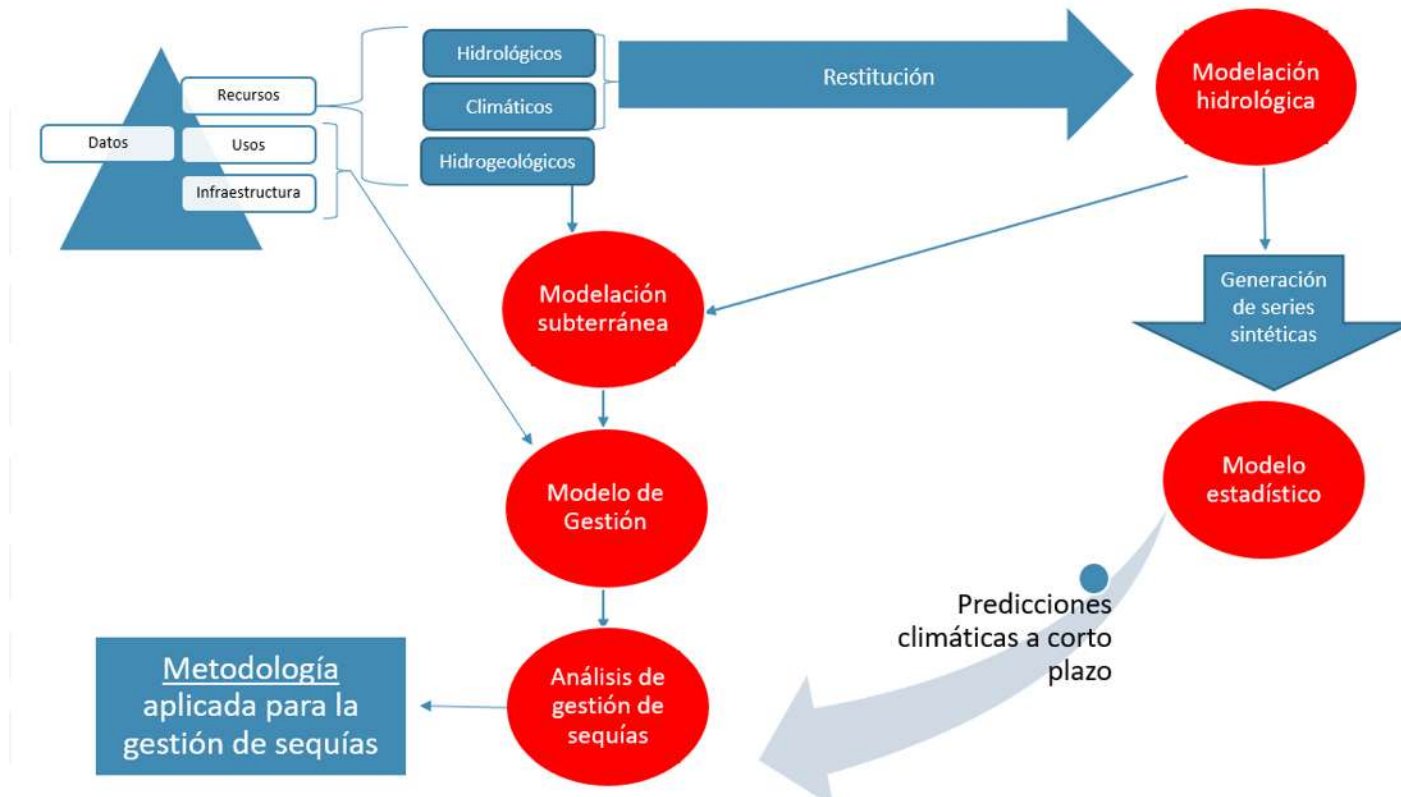 Datos
Recursos
Usos
Infraestructura
Hidrológicos
Climáticos
Hidrogeológicos
Restitución
Modelación
hidrológica
Modelación
subterránea
Generación
de series
sintéticas
Modelo de
Gestión
Modelo
estadístico
Predicciones
climáticas a corto
plazo
Análisis de
gestión de
sequías
Metodología
aplicada para la
gestión de sequías